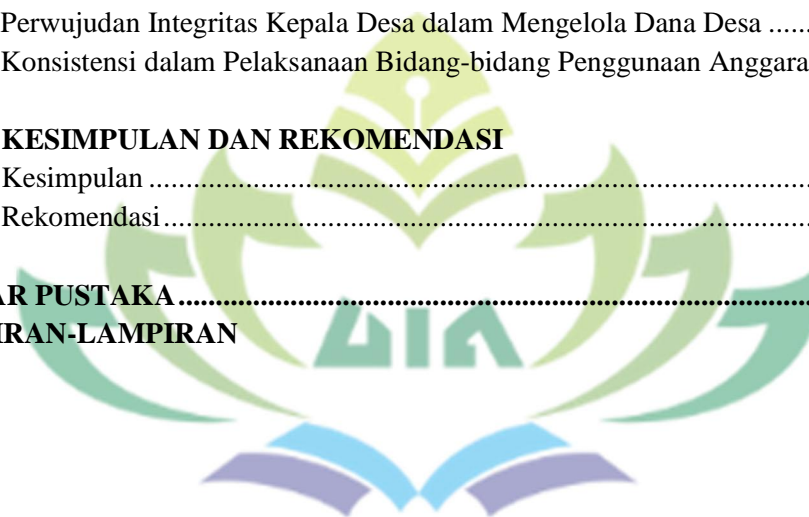 Perwujudan Integritas Kepala Desa dalam Mengelola Dana Desa ......
Konsistensi dalam Pelaksanaan Bidang-bidang Penggunaan Anggara
KESIMPULAN DAN REKOMENDASI
Kesimpulan ........................................................................................
Rekomendasi......................................................................................
AR PUSTAKA....................................................................................
IRAN-LAMPIRAN
UIN